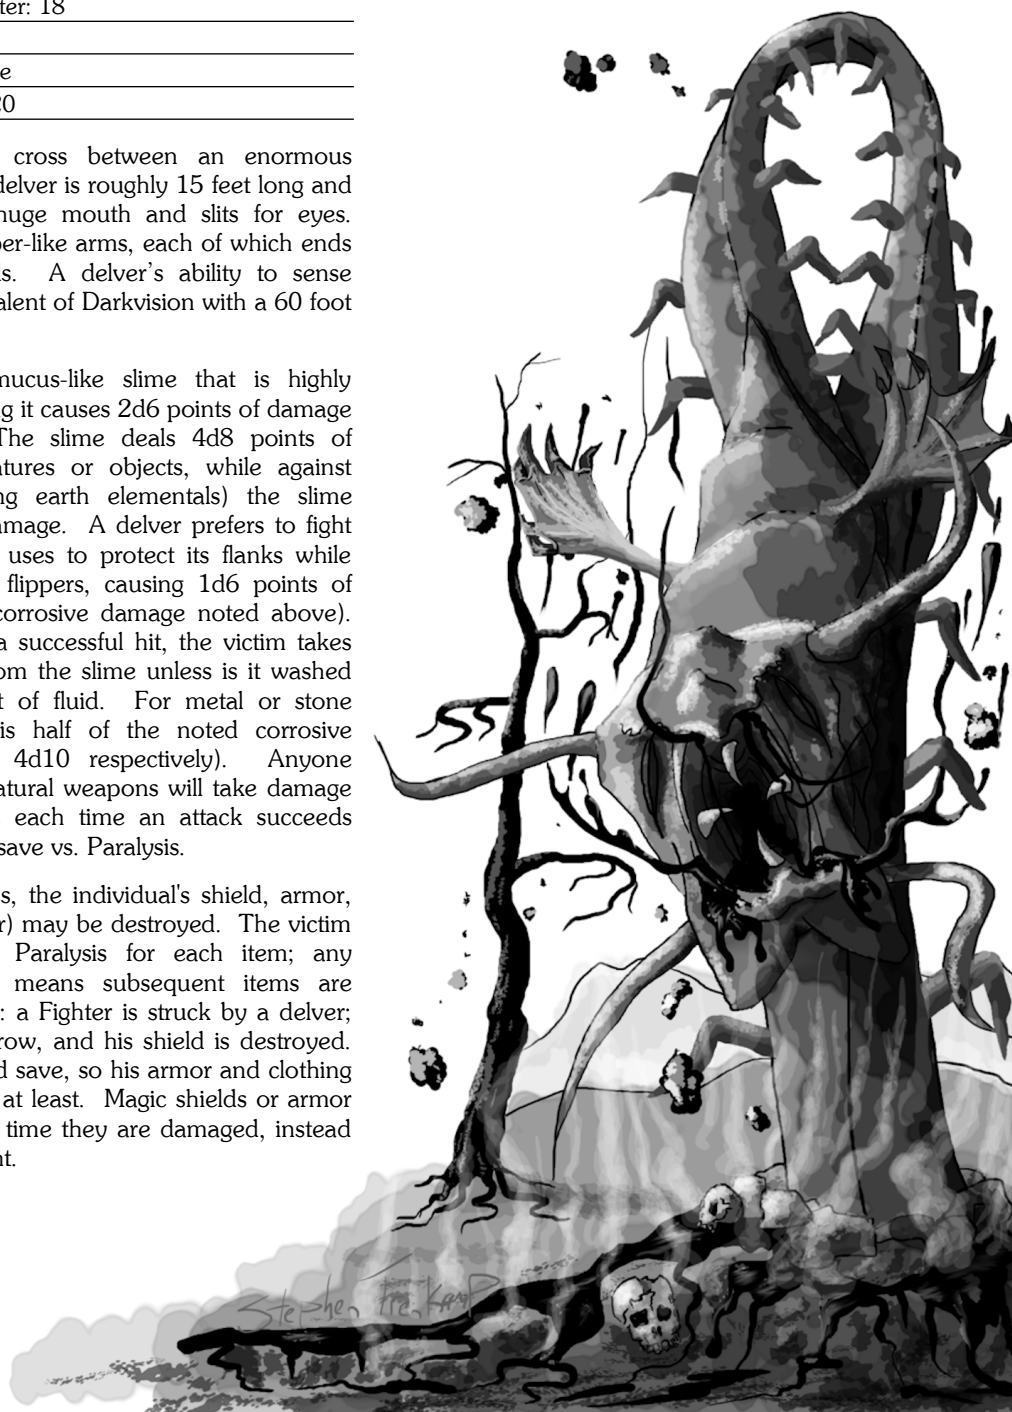 ter: 18
e
20
cross between an enormous
delver is roughly 15 feet long and
huge mouth and slits for eyes.
per-like arms, each of which ends
s. A delver's ability to sense
alent of Darkvision with a 60 foot
mucus-like slime that is highly
g it causes 2d6 points of damage
The slime deals 4d8 points of
atures or objects, while against
ng earth elementals) the slime
amage. A delver prefers to fight
uses to protect its flanks while
flippers, causing 1d6 points of
corrosive damage noted above).
a successful hit, the victim takes
om the slime unless is it washed
t of fluid. For metal or stone
is half of the noted corrosive
4d10 respectively). Anyone
atural weapons will take damage
each time an attack succeeds
save vs. Paralysis.
s, the individual's shield, armor,
r) may be destroyed. The victim
Paralysis for each item; any
means subsequent items are
: a Fighter is struck by a delver;
row, and his shield is destroyed.
d save, so his armor and clothing
at least. Magic shields or armor
time they are damaged, instead
nt.
Stephen